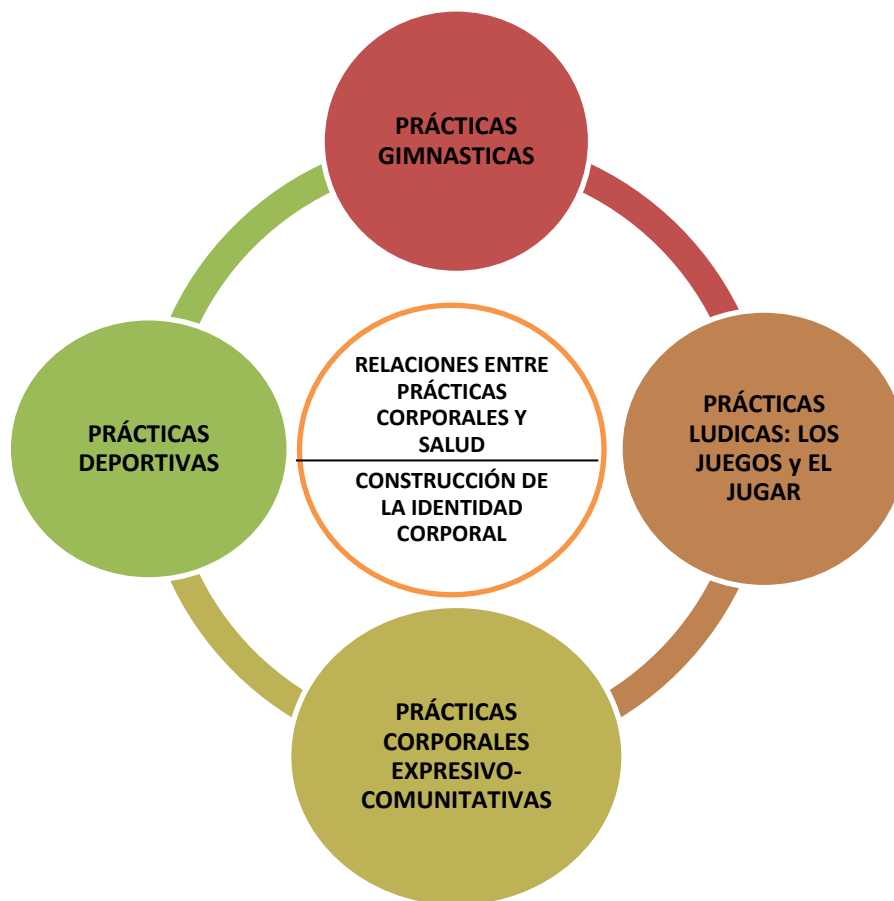 PRÁCTICAS
GIMNASTICAS
PRÁCTICAS
DEPORTIVAS
RELACIONES ENTRE
PRÁCTICAS
CORPORALES Y
SALUD
CONSTRUCCIÓN DE
LA IDENTIDAD
CORPORAL
PRÁCTICAS
LUDICAS: LOS
JUEGOS y EL
JUGAR
PRÁCTICAS
CORPORALES
EXPRESIVO-
COMUNITATIVAS